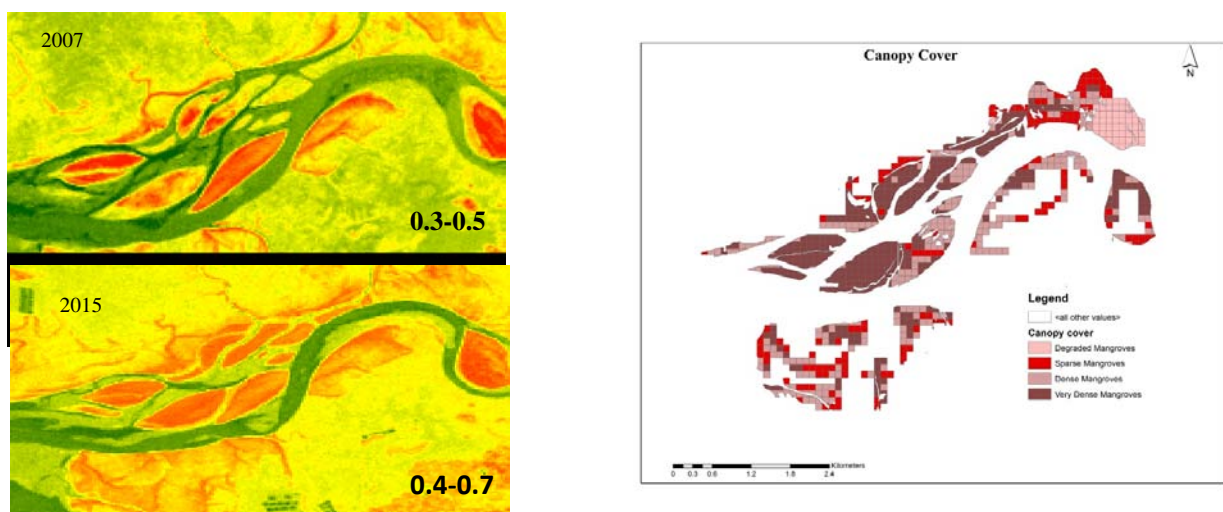 2007
0.3-0.5
2015
0.4-0.7
Canopy Cover
N
Legend
<all other values>
Canopy cover
Degraded Mangroves
Sparse Mangroves
Dense Mangroves
Very Dense Mangroves
Kilometers
0 0.3 0.6 1.2 1.8 2.4